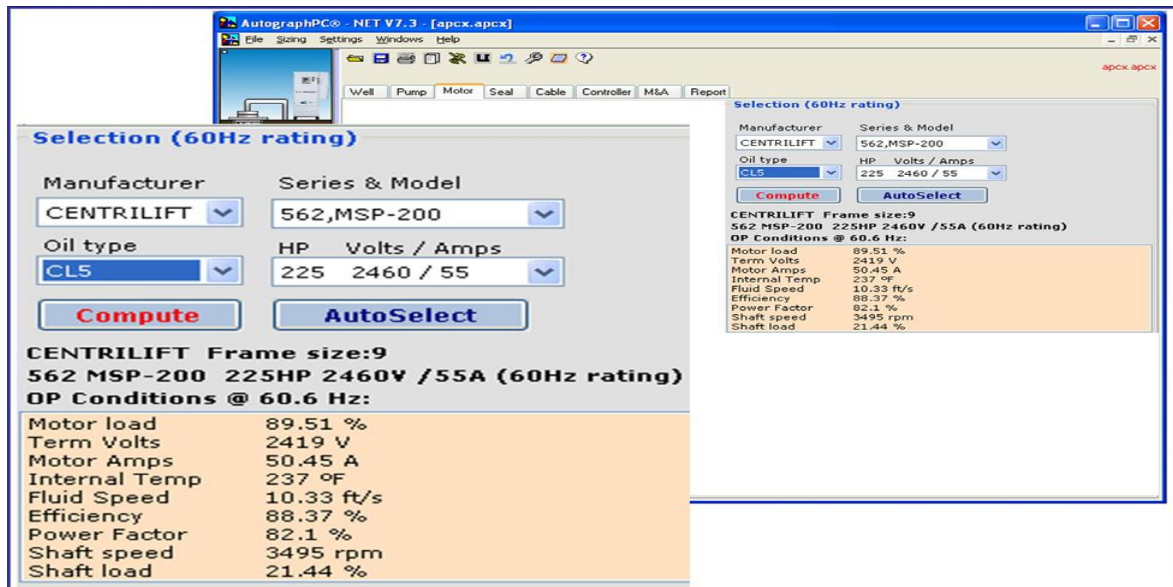 AutographPC® - NET V7.3 - [apcx.apcx]
File Sizing Settings Windows Help
apcx.apcx
Well Pump Motor Seal Cable Controller M&A Report
Selection (60Hz rating)
Manufacturer Series & Model
CENTRILIFT 562,MSP-200
Oil type HP Volts / Amps
CL5 225 2460 / 55
Compute AutoSelect
CENTRILIFT Frame size:9
562 MSP-200 225HP 2460V /55A (60Hz rating)
OP Conditions @ 60.6 Hz:
Motor load 89.51 %
Term Volts 2419 V
Motor Amps 50.45 A
Internal Temp 237 ºF
Fluid Speed 10.33 ft/s
Efficiency 88.37 %
Power Factor 82.1 %
Shaft speed 3495 rpm
Shaft load 21.44 %
Selection (60Hz rating)
Manufacturer Series & Model
CENTRILIFT 562,MSP-200
Oil type HP Volts / Amps
CL5 225 2460 / 55
Compute AutoSelect
CENTRILIFT Frame size:9
562 MSP-200 225HP 2460V /55A (60Hz rating)
OP Conditions @ 60.6 Hz:
Motor load 89.51 %
Term Volts 2419 V
Motor Amps 50.45 A
Internal Temp 237 ºF
Fluid Speed 10.33 ft/s
Efficiency 88.37 %
Power Factor 82.1 %
Shaft speed 3495 rpm
Shaft load 21.44 %